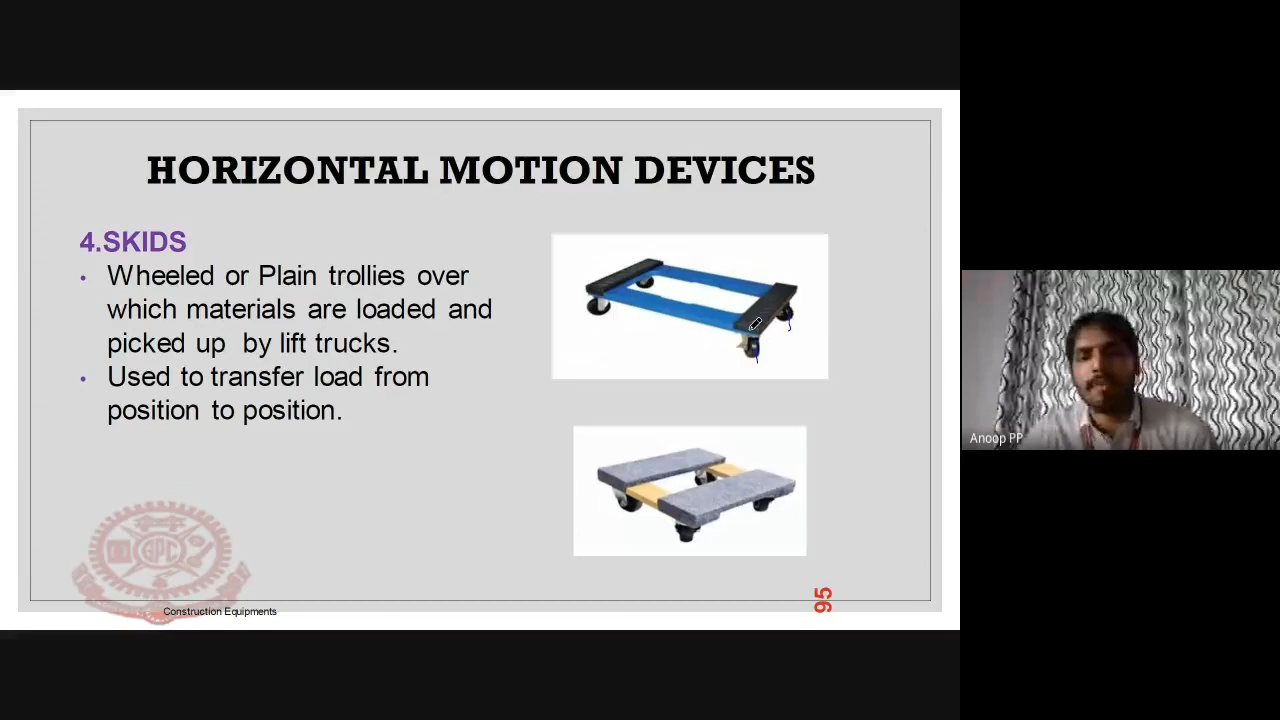 HORIZONTAL MOTION DEVICES
4.SKIDS
• Wheeled or Plain trollies over
which materials are loaded and
picked up by lift trucks.
• Used to transfer load from
position to position.
Construction Equipments
95
Anoop PP